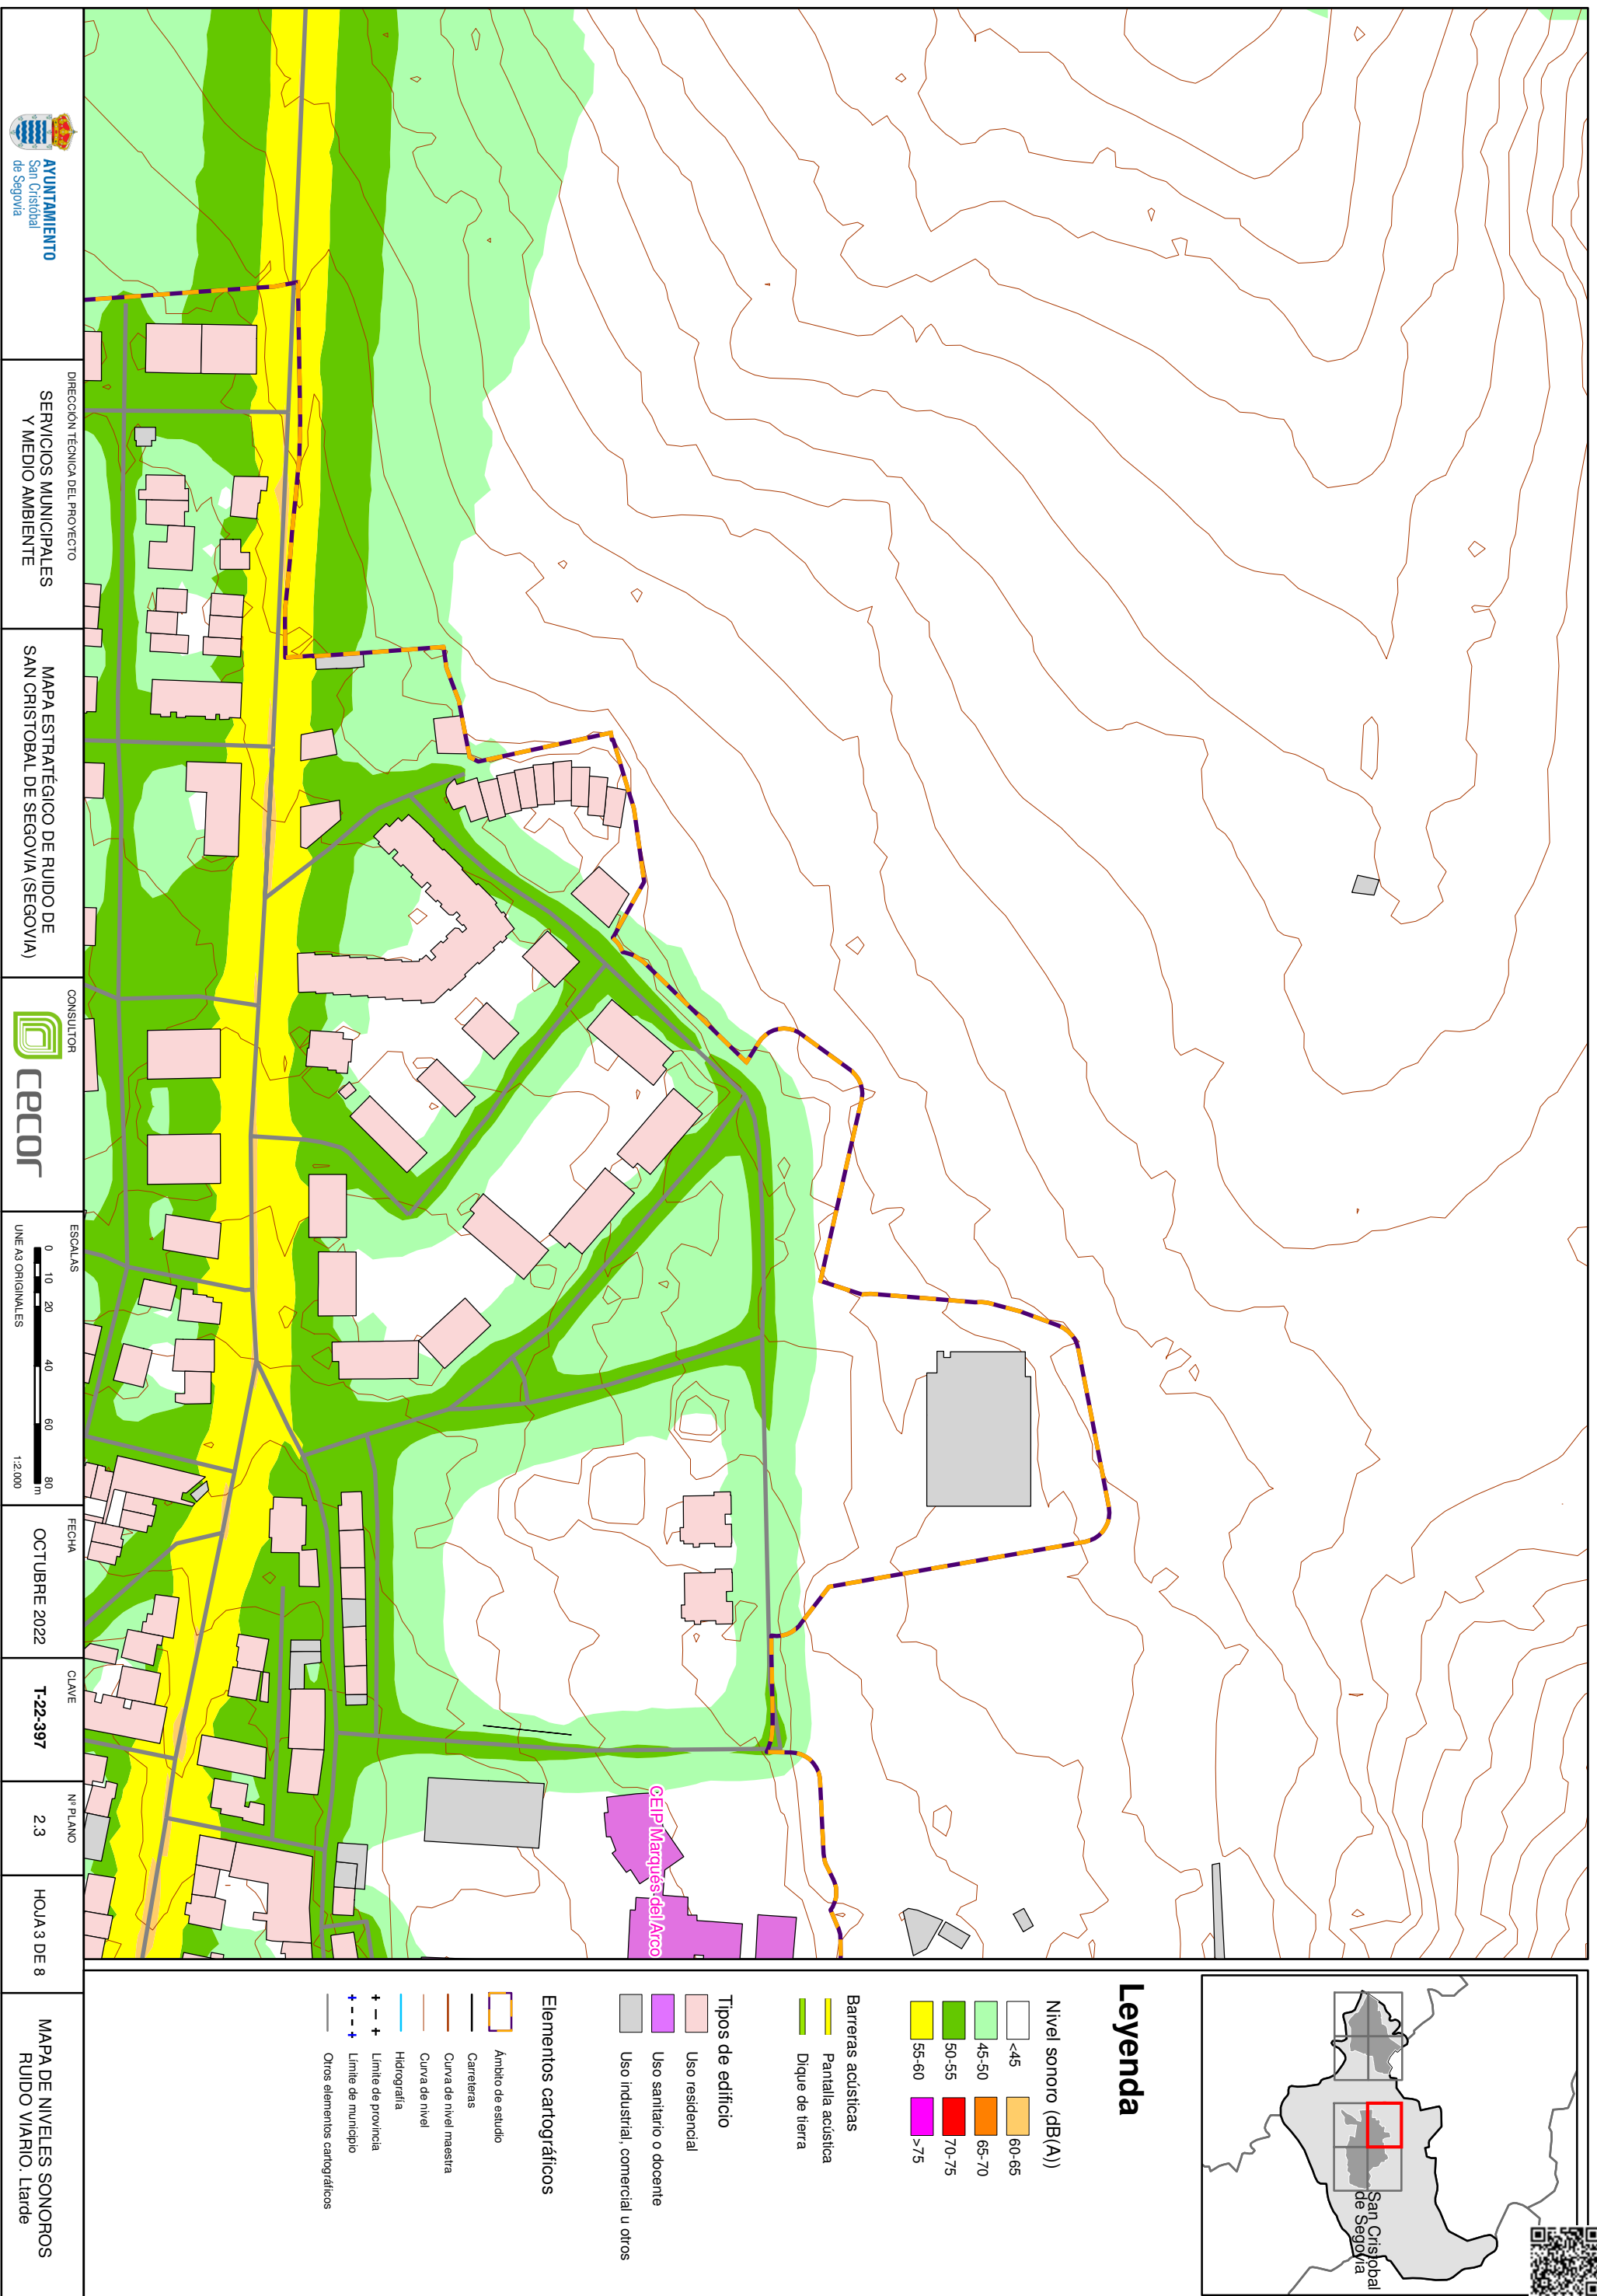 CEIP Marqués del Arco
San Cristobal
de Segovia
Leyenda
Nivel sonoro (dB(A))
<45
45-50
50-55
55-60
60-65
65-70
70-75
>75
Barreras acústicas
Pantalla acústica
Dique de tierra
Tipos de edificio
Uso residencial
Uso sanitario o docente
Uso industrial, comercial u otros
Elementos cartográficos
Ámbito de estudio
Carreteras
Curva de nivel maestra
Curva de nivel
Hidrografía
Límite de provincia
Límite de municipio
Otros elementos cartográficos
AYUNTAMIENTO
San Cristóbal
de Segovia
DIRECCIÓN TÉCNICA DEL PROYECTO
SERVICIOS MUNICIPALES
Y MEDIO AMBIENTE
MAPA ESTRATÉGICO DE RUIDO DE
SAN CRISTOBAL DE SEGOVIA (SEGOVIA)
CONSULTOR
cecor
ESCALAS
0 10 20 40 60 80 m
UNE A3 ORIGINALES 1:2.000
FECHA
OCTUBRE 2022
CLAVE
T-22-397
Nº PLANO
2.3
HOJA 3 DE 8
MAPA DE NIVELES SONOROS
RUIDO VIARIO. Ltarde